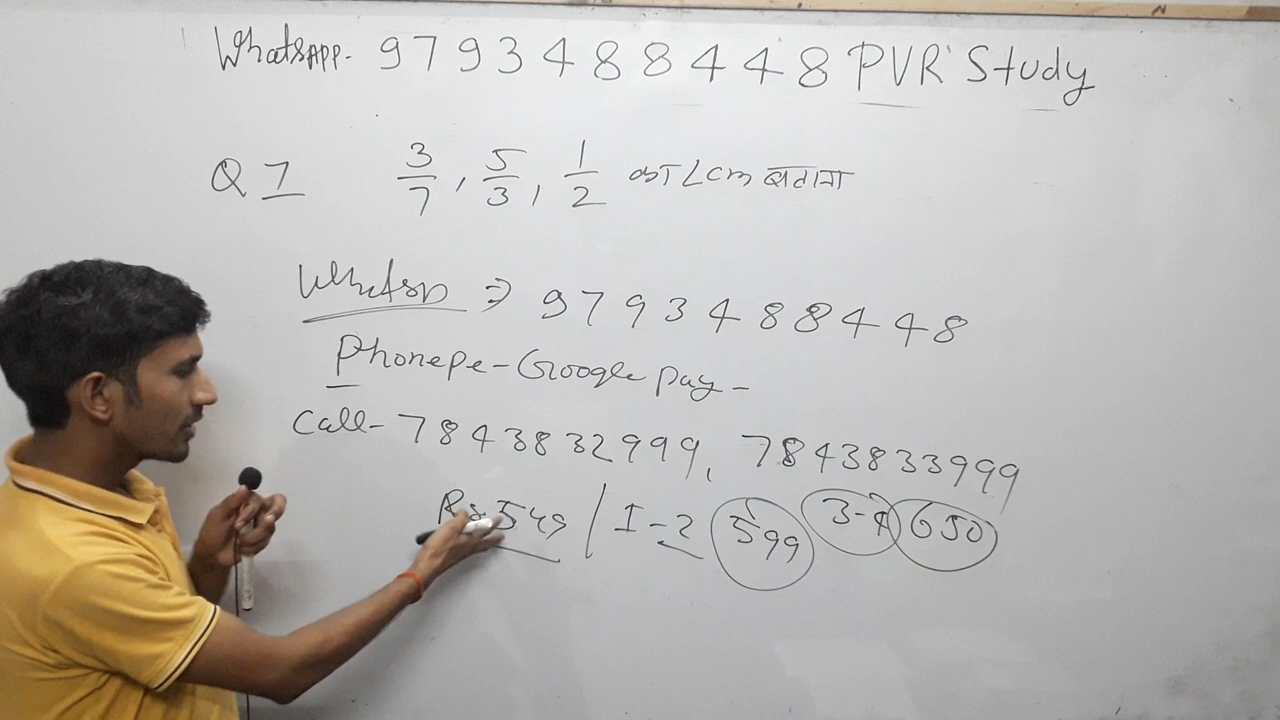 WhatsAPP- 9793488448 PVR Study
Q 7 3/7, 5/3, 1/2 का Lcm बताना
Whatsap ⇒ 9793488448
Phonepe-Google pay-
Call- 7843832999, 7843833999
Rs 549 / I-2 599 3-4 650